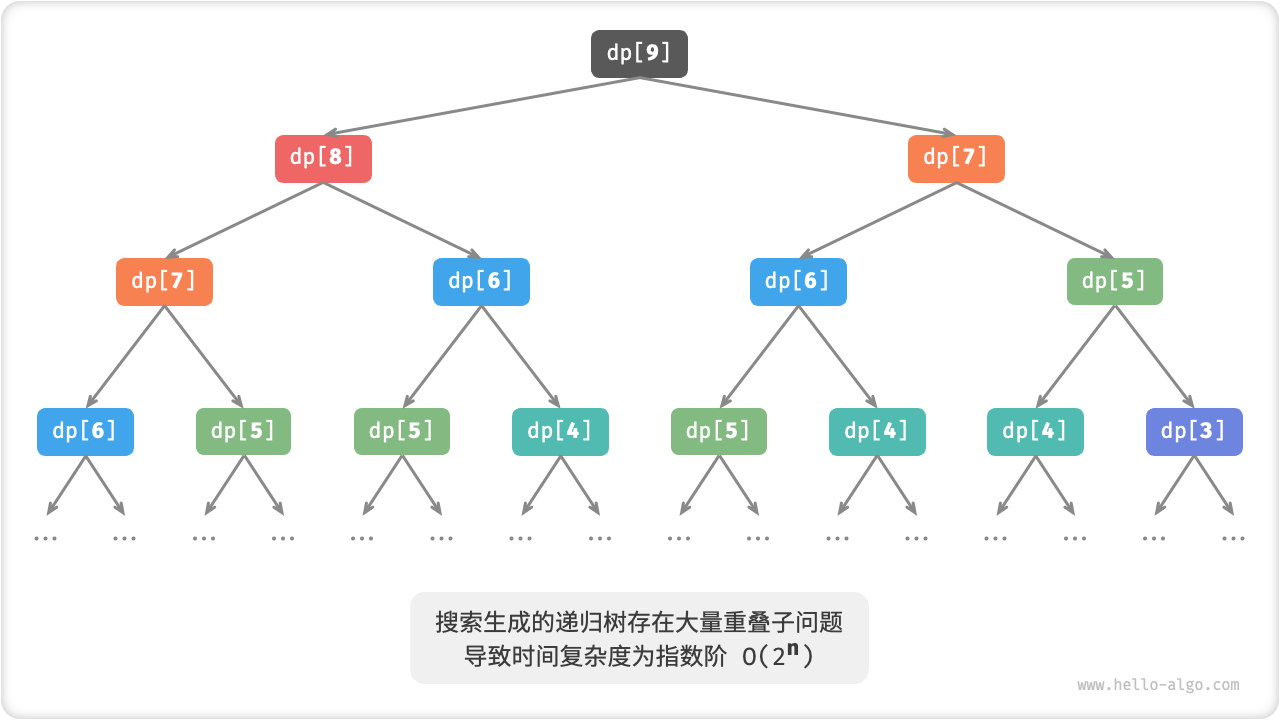 dp[9]
dp[8] dp[7]
dp[7] dp[6] dp[6] dp[5]
dp[6] dp[5] dp[5] dp[4] dp[5] dp[4] dp[4] dp[3]
... ... ... ... ... ... ... ... ... ... ... ... ... ... ... ...
搜索生成的递归树存在大量重叠子问题
导致时间复杂度为指数阶 O(2ⁿ)
www.hello-algo.com